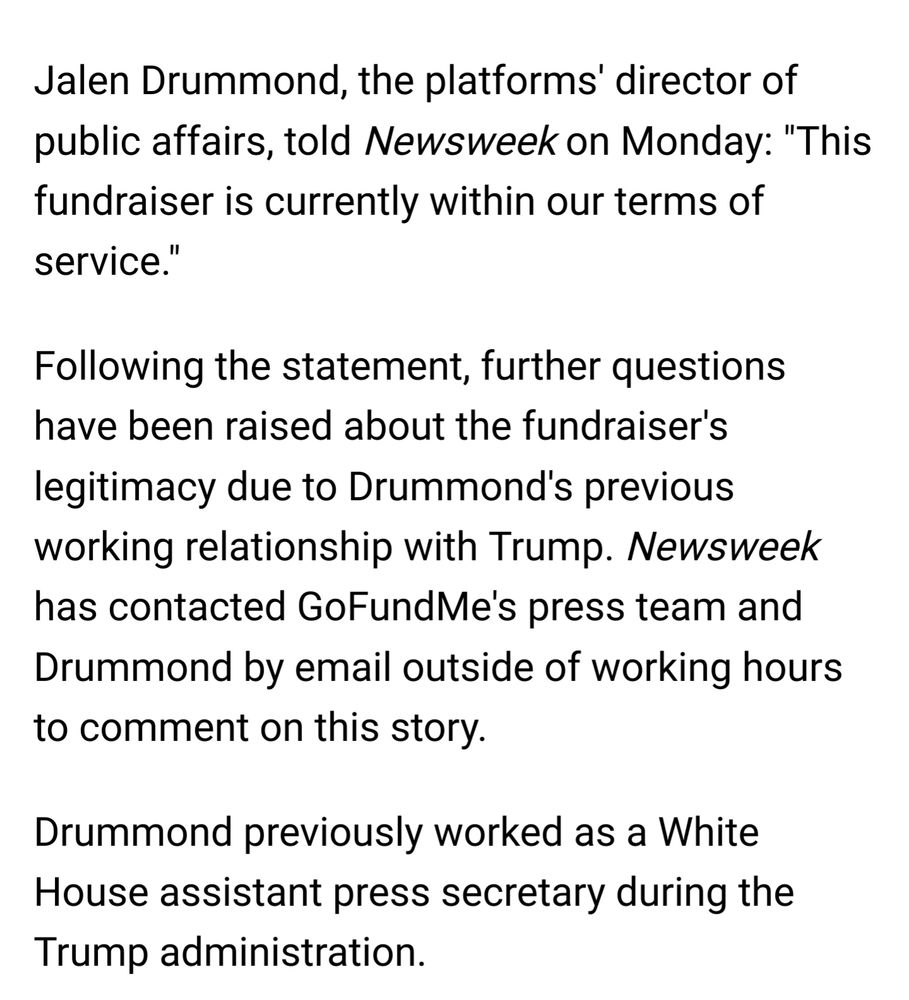 Jalen Drummond, the platforms' director of
public affairs, told Newsweek on Monday: "This
fundraiser is currently within our terms of
service."
Following the statement, further questions
have been raised about the fundraiser's
legitimacy due to Drummond's previous
working relationship with Trump. Newsweek
has contacted GoFundMe's press team and
Drummond by email outside of working hours
to comment on this story.
Drummond previously worked as a White
House assistant press secretary during the
Trump administration.